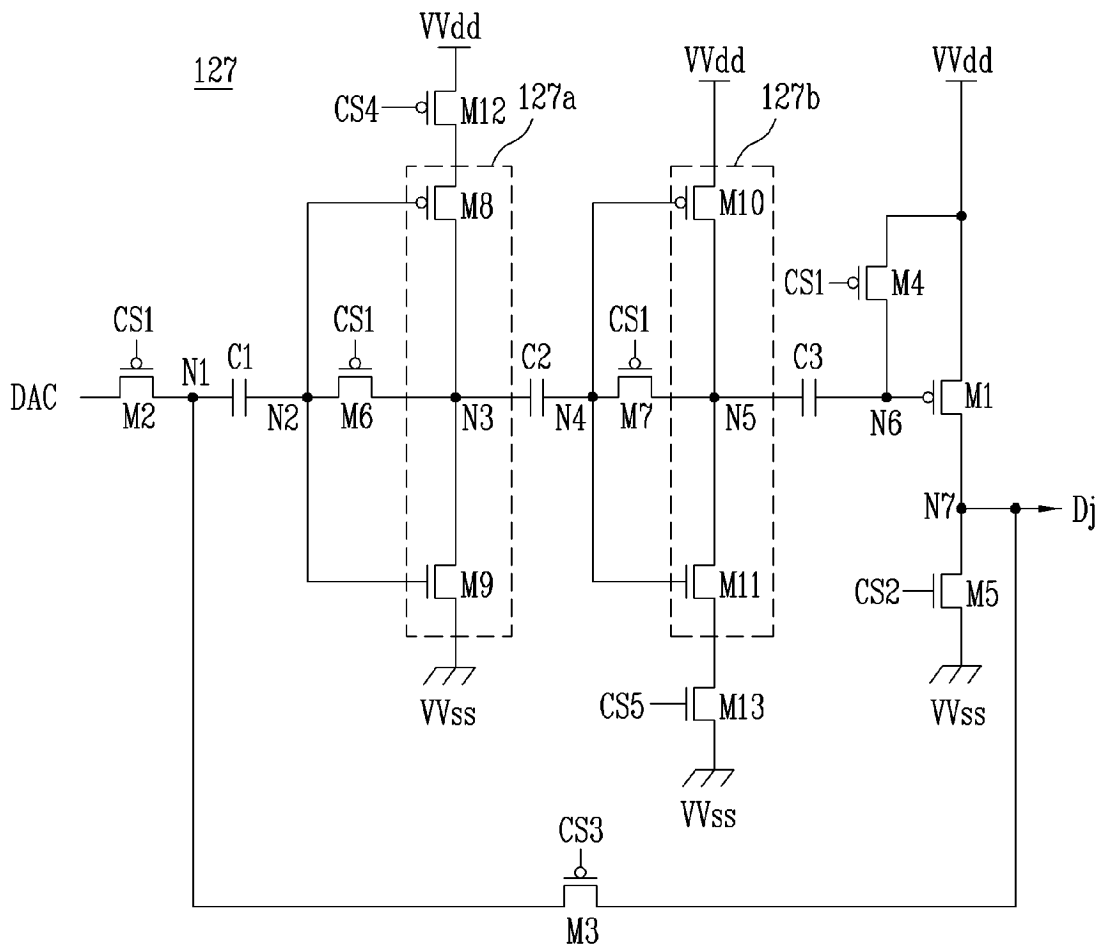 127
VVdd
CS4
M12
127a
M8
VVdd
127b
M10
VVdd
CS1
M4
DAC
CS1
M2
N1
C1
N2
CS1
M6
N3
C2
N4
CS1
M7
N5
C3
N6
M1
N7
Dj
M9
VVss
M11
CS5
M13
VVss
CS2
M5
VVss
CS3
M3